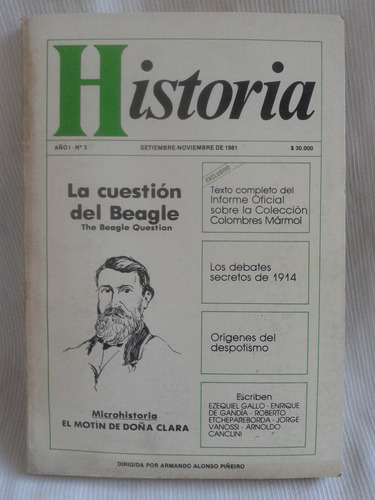 Historia
AÑO I - Nº 3
SETIEMBRE-NOVIEMBRE DE 1981
$ 30.000
La cuestión
del Beagle
The Beagle Question
Microhistoria
EL MOTIN DE DOÑA CLARA
EXCLUSIVO
Texto completo del
Informe Oficial
sobre la Colección
Colombres Mármol
Los debates
secretos de 1914
Orígenes del
despotismo
Escriben
EZEQUIEL GALLO - ENRIQUE
DE GANDÍA - ROBERTO
ETCHEPAREBORDA - JORGE
VANOSSI - ARNOLDO
CANCLINI
DIRIGIDA POR ARMANDO ALONSO PIÑEIRO